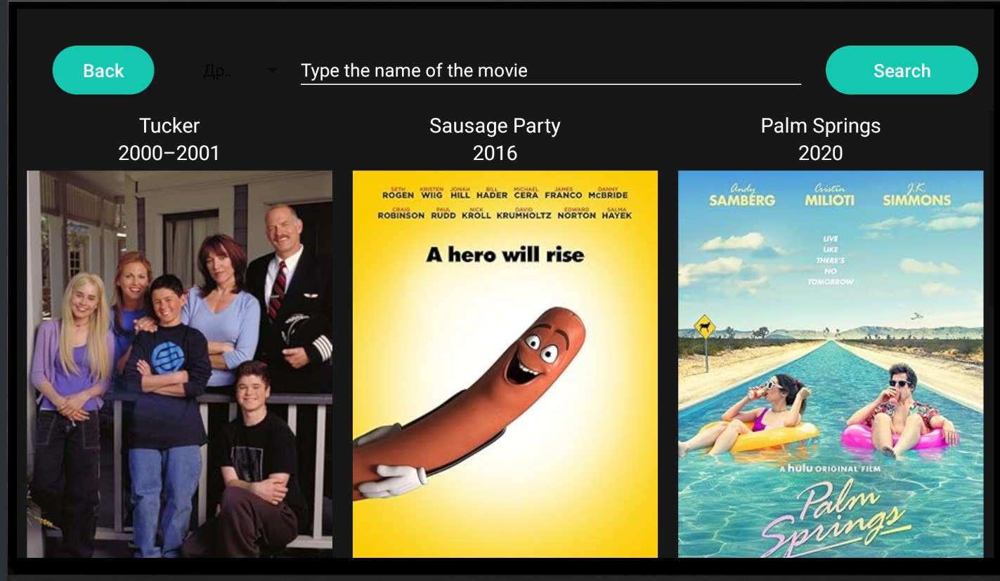 Back
Др..
Type the name of the movie
Search
Tucker
2000–2001
Sausage Party
2016
Palm Springs
2020
SETH ROGEN KRISTEN WIIG JONAH HILL BILL HADER MICHAEL CERA JAMES FRANCO DANNY McBRIDE
CRAIG ROBINSON PAUL RUDD NICK KROLL DAVID KRUMHOLTZ EDWARD NORTON SALMA HAYEK
A hero will rise
Andy SAMBERG Cristin MILIOTI J.K. SIMMONS
LIVE
LIKE
THERE'S
NO
TOMORROW
A hulu ORIGINAL FILM
Palm
Springs